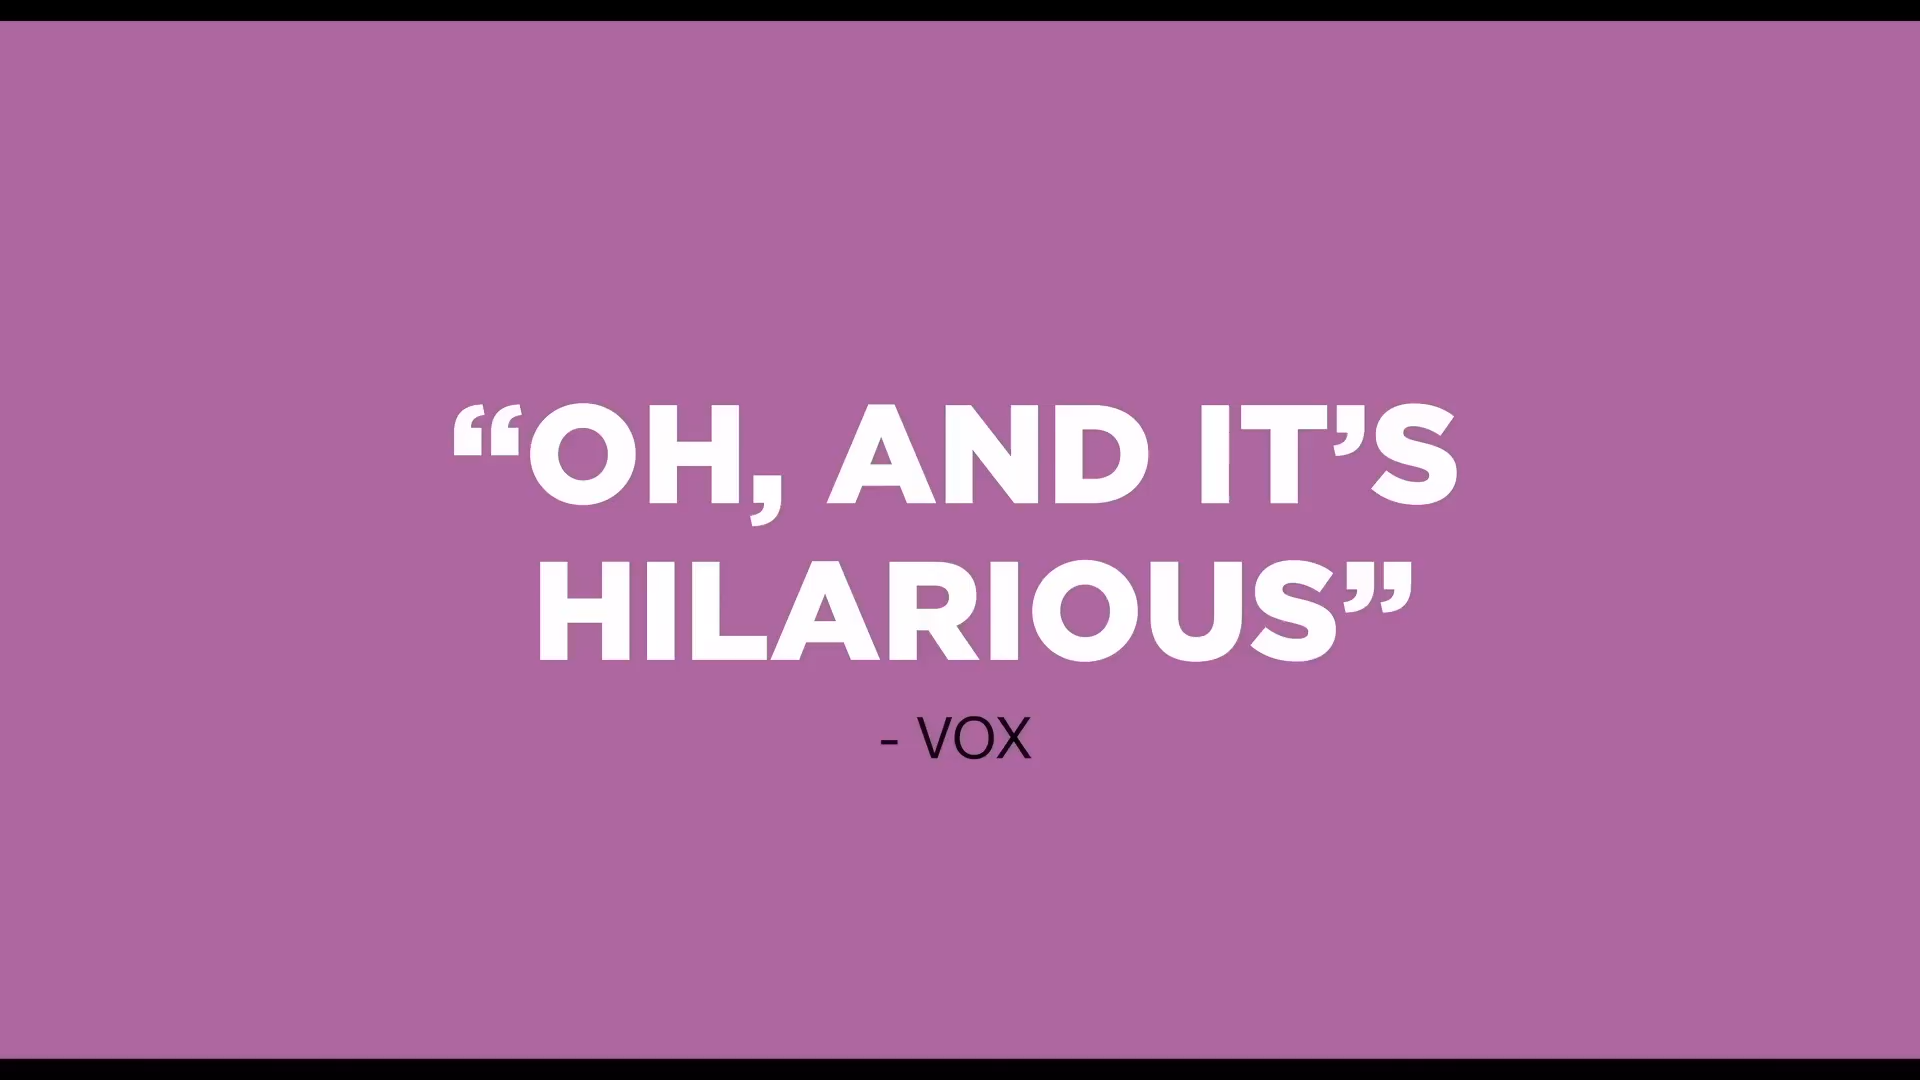 “OH, AND IT’S
HILARIOUS”
- VOX